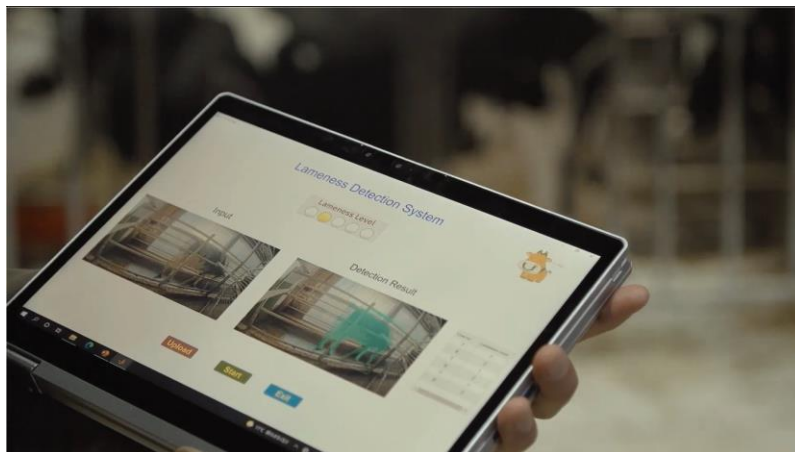 Lameness Detection System
Lameness Level
Input
Detection Result
Upload
Start
Exit